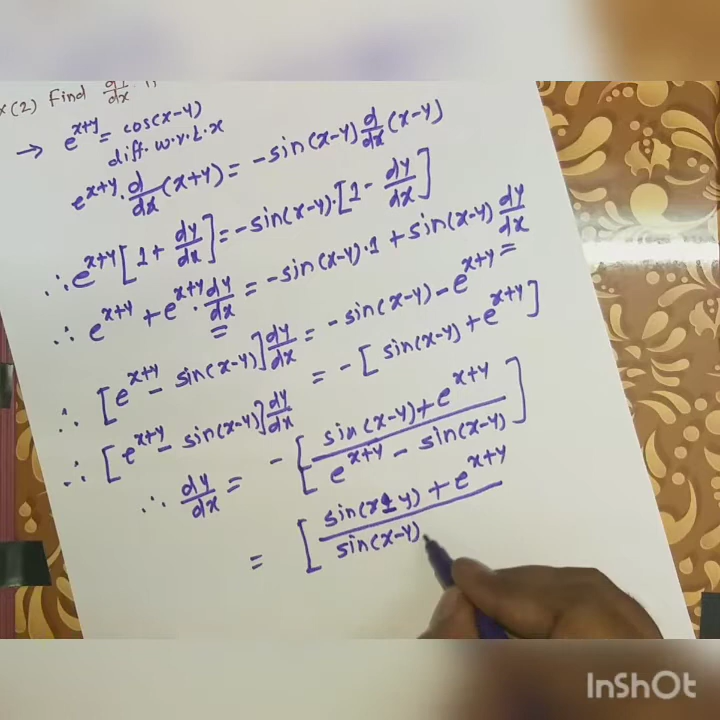 x(2) Find dy/dx
→ e^{x+y} = cos(x-y)
diff. w.r.t. x
e^{x+y} · d/dx (x+y) = -sin(x-y) d/dx (x-y)
∴ e^{x+y} [1 + dy/dx] = -sin(x-y)·[1 - dy/dx]
∴ e^{x+y} + e^{x+y} · dy/dx = -sin(x-y)·1 + sin(x-y) dy/dx
∴ [e^{x+y} - sin(x-y)] dy/dx = -sin(x-y) - e^{x+y}
∴ [e^{x+y} - sin(x-y)] dy/dx = -[sin(x-y) + e^{x+y}]
∴ dy/dx = -[sin(x-y) + e^{x+y} / e^{x+y} - sin(x-y)]
= [sin(x-y) + e^{x+y} / sin(x-y)
InShOt